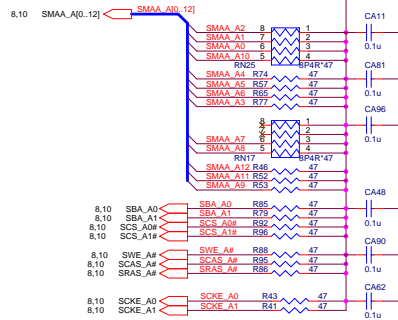 8,10 SMAA_A[0..12] SMAA_A[0..12] CA11
SMAA_A2 8 1
SMAA_A1 7 2
SMAA_A0 6 3
SMAA_A10 5 4 0.1u
RN25 8P4R*47
SMAA_A4 R74 47 CA81
SMAA_A5 R57 47
SMAA_A6 R65 47
SMAA_A3 R77 47 0.1u
8 1 CA96
7 2
SMAA_A7 6 3
SMAA_A8 5 4 0.1u
RN17 8P4R*47
SMAA_A12 R46 47
SMAA_A11 R52 47
SMAA_A9 R53 47
8,10 SBA_A0 SBA_A0 R85 47 CA48
8,10 SBA_A1 SBA_A1 R79 47
8,10 SCS_A0# SCS_A0# R92 47
8,10 SCS_A1# SCS_A1# R96 47 0.1u
8,10 SWE_A# SWE_A# R88 47 CA90
8,10 SCAS_A# SCAS_A# R95 47
8,10 SRAS_A# SRAS_A# R86 47 0.1u
8,10 SCKE_A0 SCKE_A0 R43 47 CA62
8,10 SCKE_A1 SCKE_A1 R41 47 0.1u